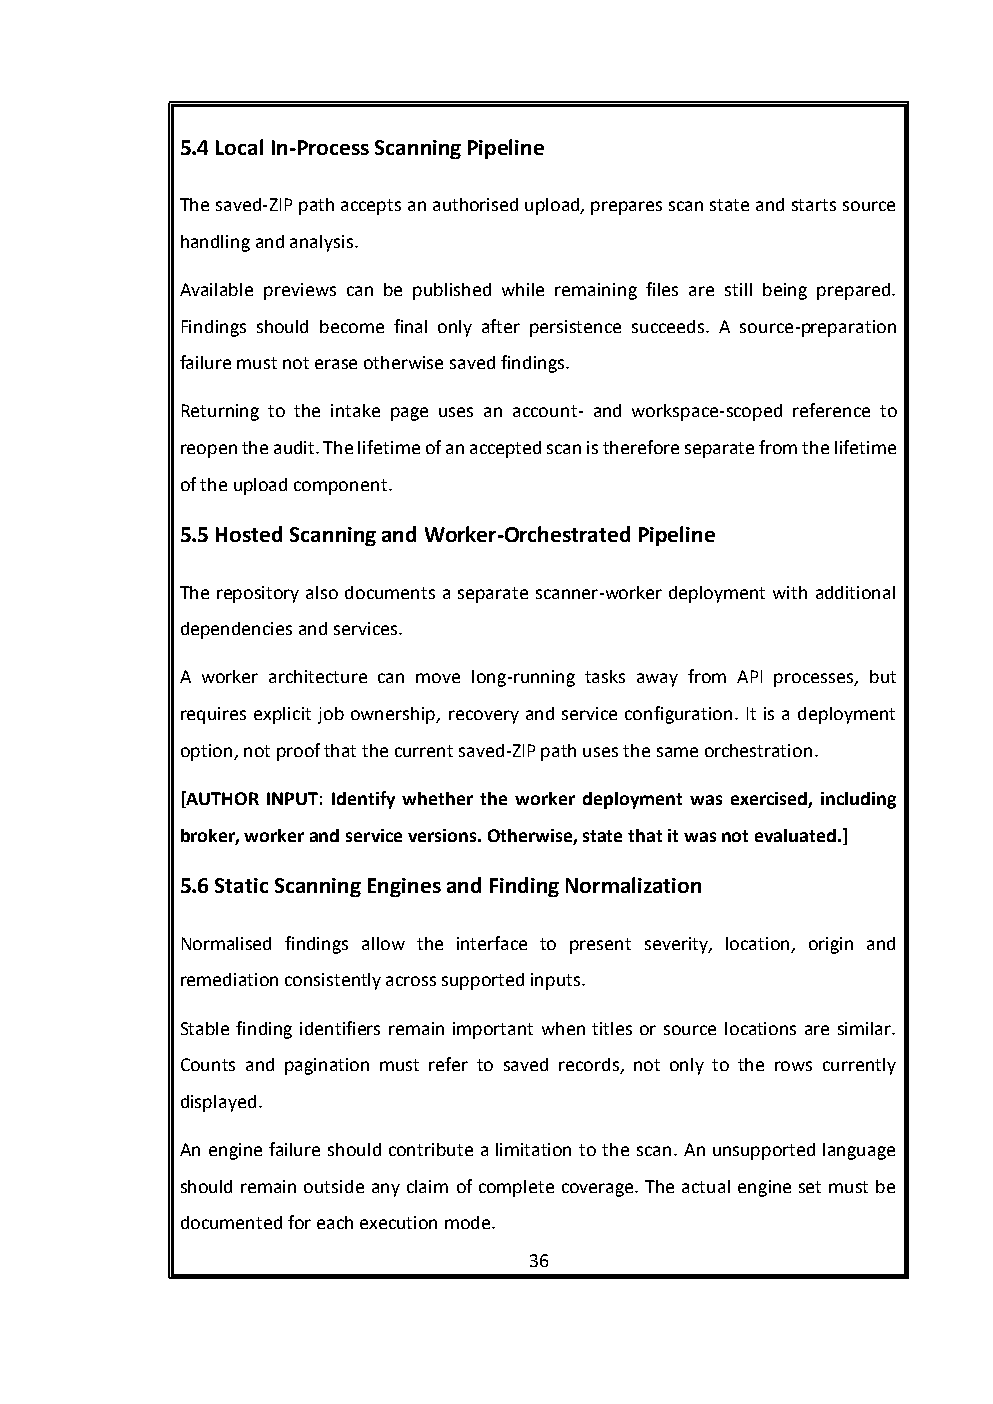 5.4 Local In-Process Scanning Pipeline
The saved-ZIP path accepts an authorised upload, prepares scan state and starts source
handling and analysis.
Available previews can be published while remaining files are still being prepared.
Findings should become final only after persistence succeeds. A source-preparation
failure must not erase otherwise saved findings.
Returning to the intake page uses an account- and workspace-scoped reference to
reopen the audit. The lifetime of an accepted scan is therefore separate from the lifetime
of the upload component.
5.5 Hosted Scanning and Worker-Orchestrated Pipeline
The repository also documents a separate scanner-worker deployment with additional
dependencies and services.
A worker architecture can move long-running tasks away from API processes, but
requires explicit job ownership, recovery and service configuration. It is a deployment
option, not proof that the current saved-ZIP path uses the same orchestration.
[AUTHOR INPUT: Identify whether the worker deployment was exercised, including
broker, worker and service versions. Otherwise, state that it was not evaluated.]
5.6 Static Scanning Engines and Finding Normalization
Normalised findings allow the interface to present severity, location, origin and
remediation consistently across supported inputs.
Stable finding identifiers remain important when titles or source locations are similar.
Counts and pagination must refer to saved records, not only to the rows currently
displayed.
An engine failure should contribute a limitation to the scan. An unsupported language
should remain outside any claim of complete coverage. The actual engine set must be
documented for each execution mode.
36